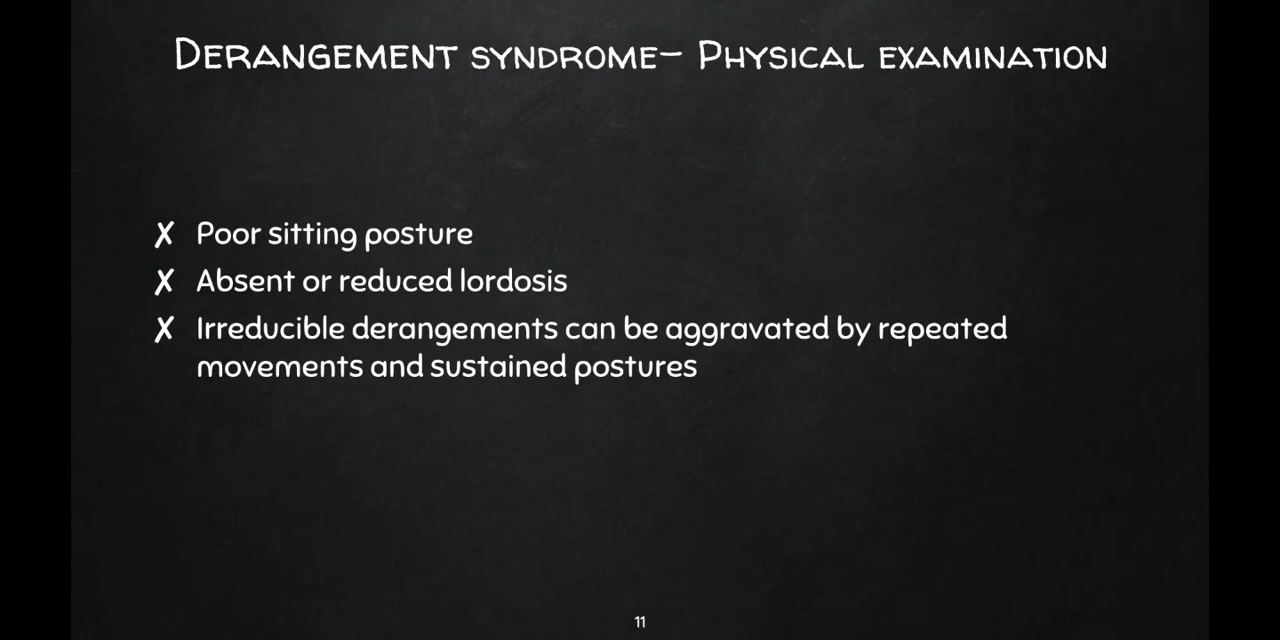 DERANGEMENT SYNDROME– PHYSICAL EXAMINATION
✗ Poor sitting posture
✗ Absent or reduced lordosis
✗ Irreducible derangements can be aggravated by repeated
movements and sustained postures
11